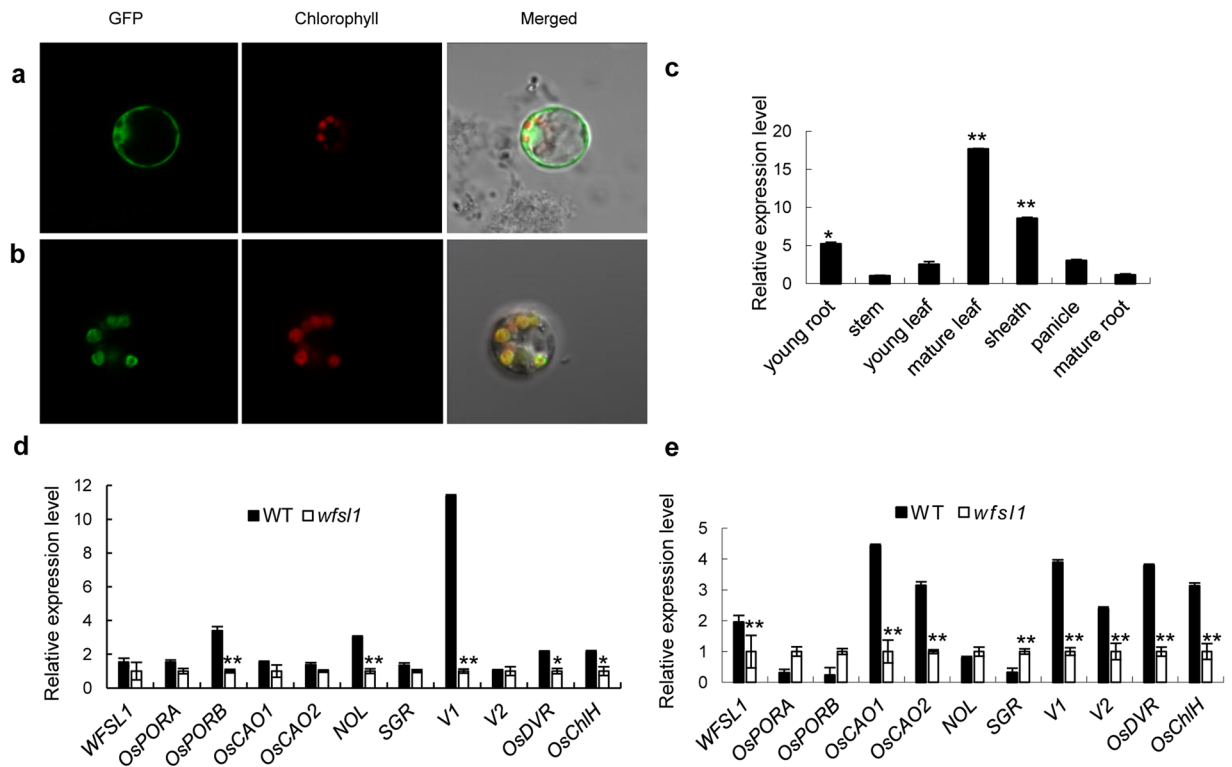 GFP Chlorophyll Merged
a
b
c
Relative expression level
20
15
10
5
0
** 
* **
young root stem young leaf mature leaf sheath panicle mature root
d
Relative expression level
12
10
8
6
4
2
0
WT wfsl1
** ** ** * *
WFSL1 OsPORA OsPORB OsCAO1 OsCAO2 NOL SGR V1 V2 OsDVR OsChlH
e
Relative expression level
5
4
3
2
1
0
WT wfsl1
** ** ** ** ** ** ** **
WFSL1 OsPORA OsPORB OsCAO1 OsCAO2 NOL SGR V1 V2 OsDVR OsChlH